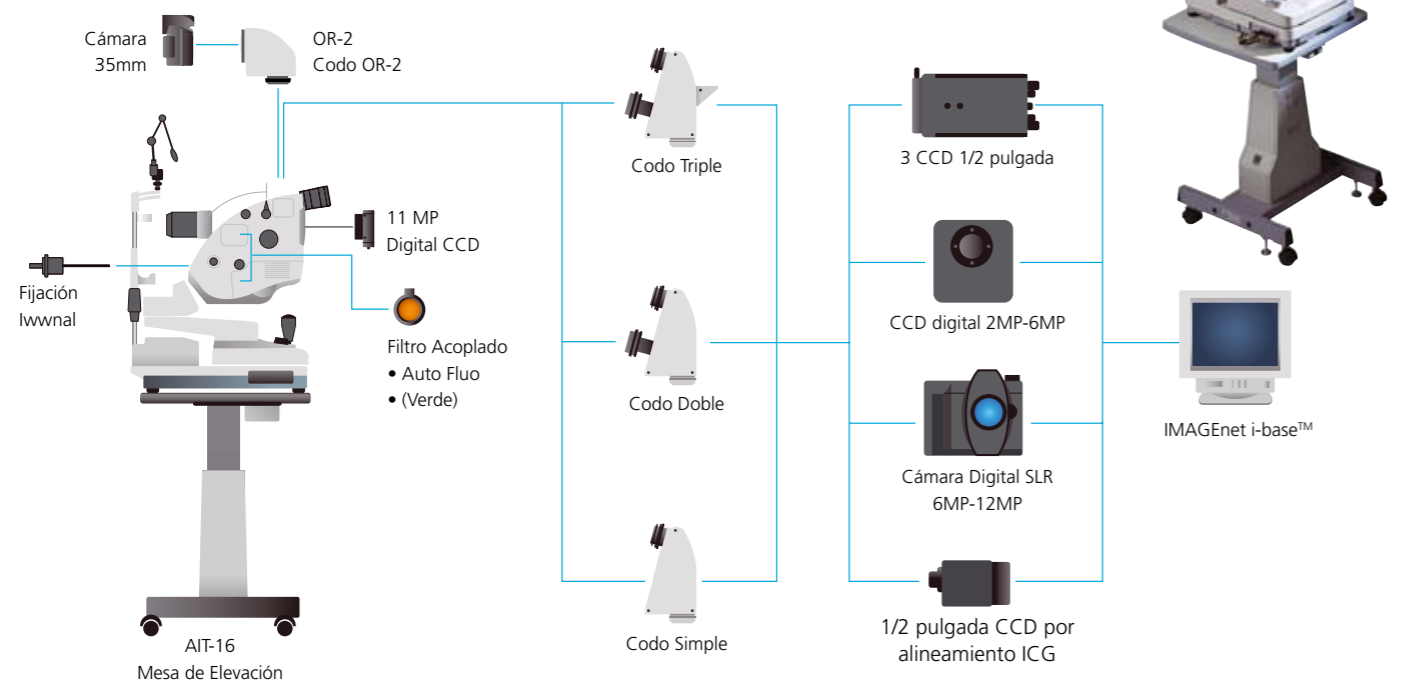 Cámara
35mm
OR-2
Codo OR-2
11 MP
Digital CCD
Fijación
Iwwnal
Filtro Acoplado
• Auto Fluo
• (Verde)
AIT-16
Mesa de Elevación
Codo Triple
Codo Doble
Codo Simple
3 CCD 1/2 pulgada
CCD digital 2MP-6MP
Cámara Digital SLR
6MP-12MP
1/2 pulgada CCD por
alineamiento ICG
IMAGEnet i-base™